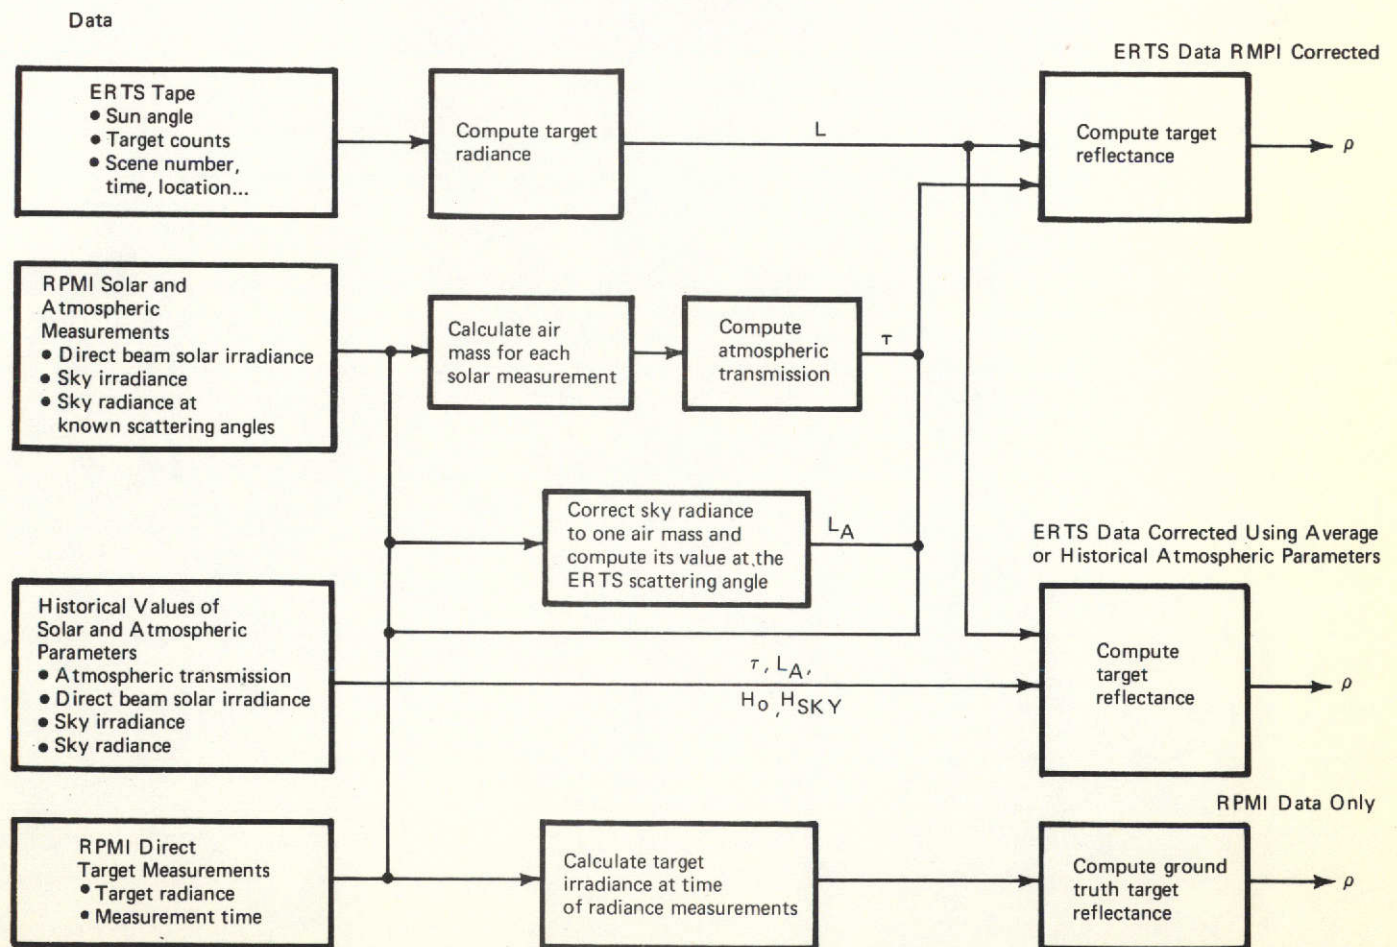 Data
ERTS Data RMPI Corrected
ERTS Tape
• Sun angle
• Target counts
• Scene number,
time, location...
Compute target
radiance
L
Compute target
reflectance
ρ
RPMI Solar and
Atmospheric
Measurements
• Direct beam solar irradiance
• Sky irradiance
• Sky radiance at
known scattering angles
Calculate air
mass for each
solar measurement
Compute
atmospheric
transmission
τ
Correct sky radiance
to one air mass and
compute its value at the
ERTS scattering angle
LA
ERTS Data Corrected Using Average
or Historical Atmospheric Parameters
Historical Values of
Solar and Atmospheric
Parameters
• Atmospheric transmission
• Direct beam solar irradiance
• Sky irradiance
• Sky radiance
τ, LA,
Ho, HSKY
Compute
target
reflectance
ρ
RPMI Data Only
RPMI Direct
Target Measurements
• Target radiance
• Measurement time
Calculate target
irradiance at time
of radiance measurements
Compute ground
truth target
reflectance
ρ